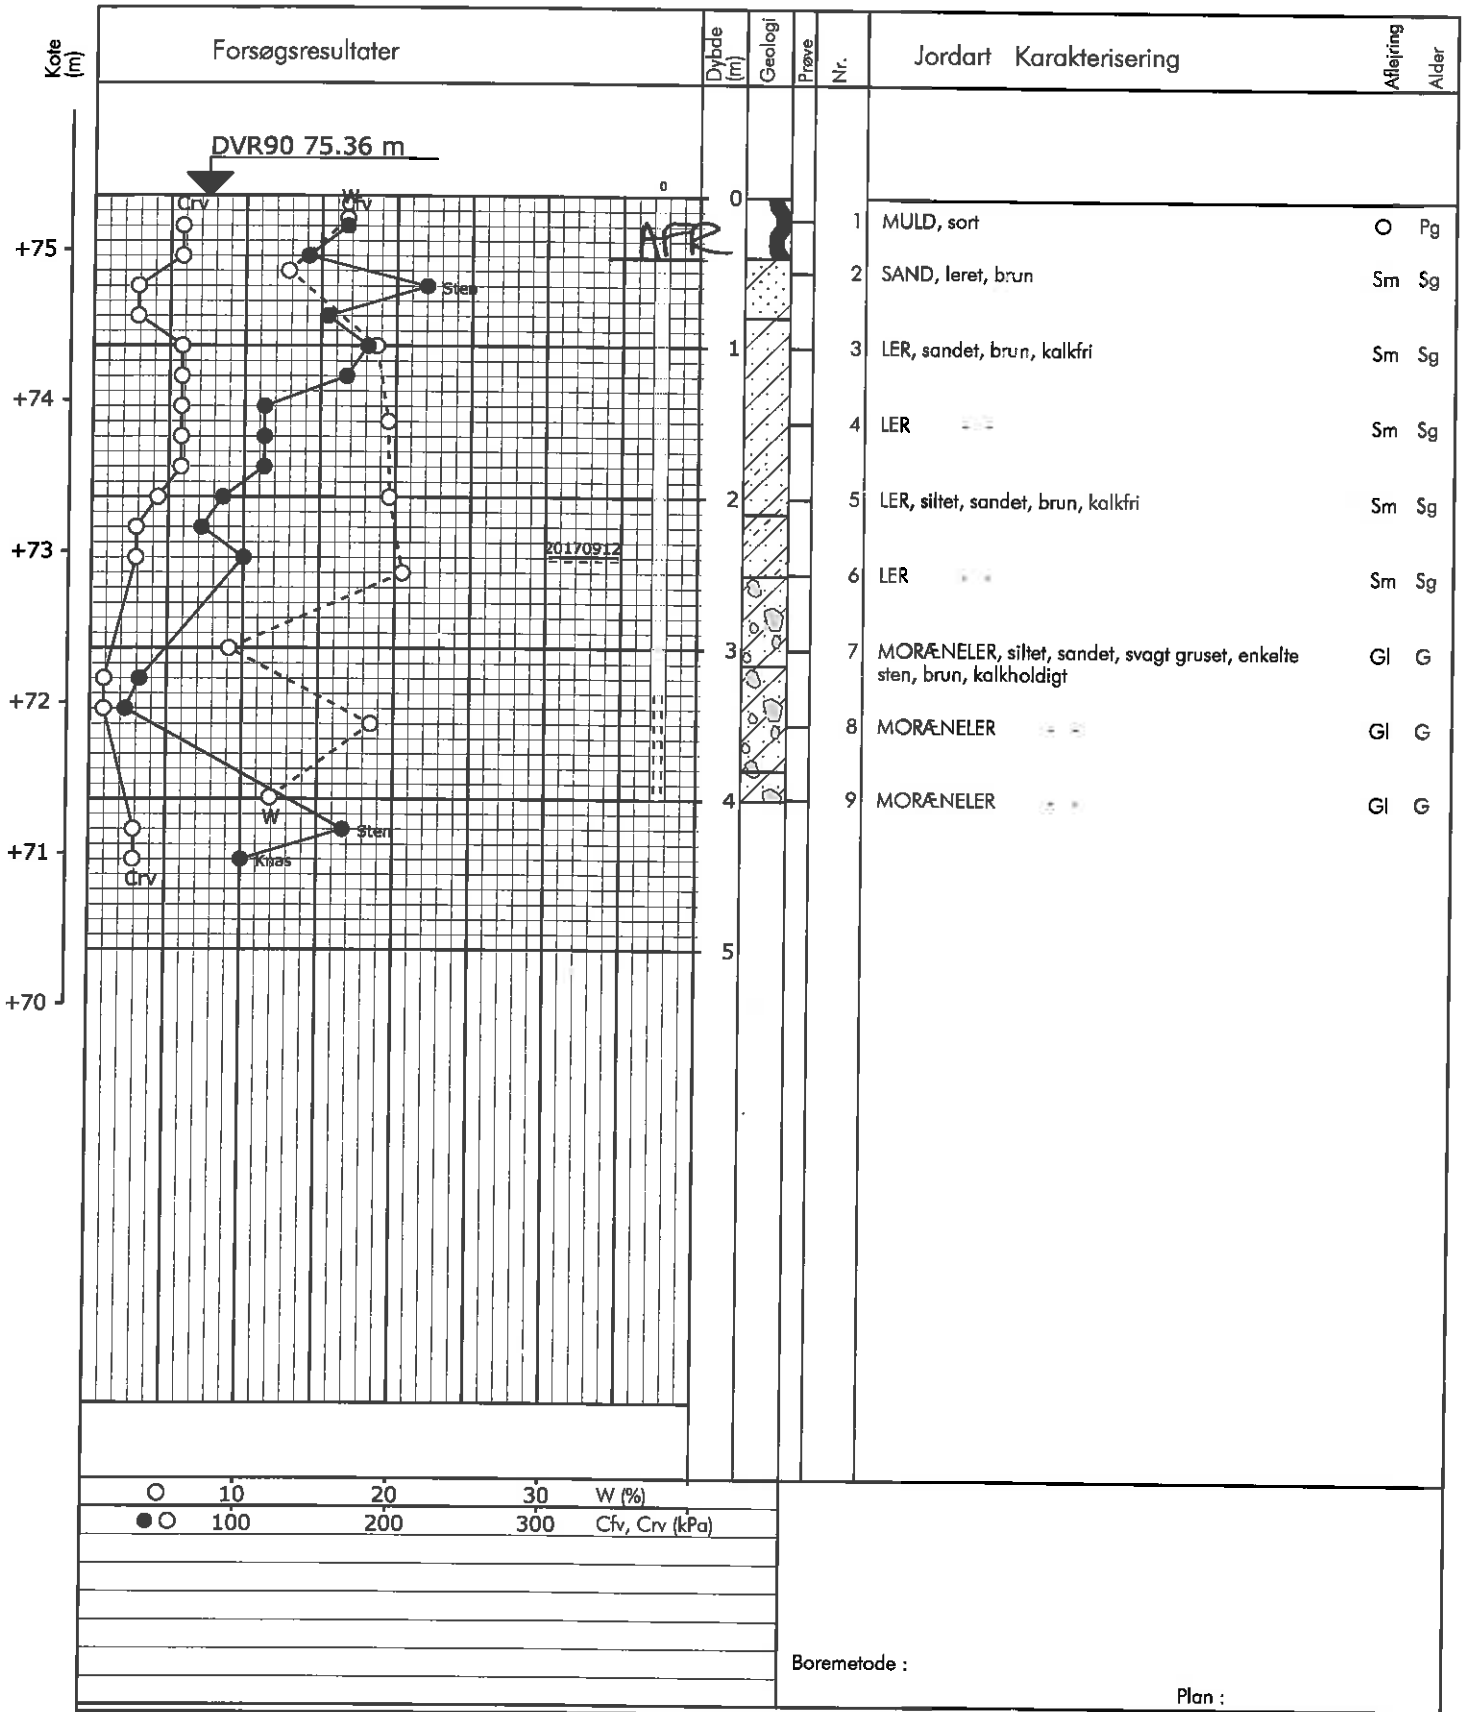 Kote (m)
Forsøgsresultater
Dybde (m)
Geologi
Prøve
Nr.
Jordart Karakterisering
Aflejring
Alder
DVR90 75.36 m
Crv
W
Cfv
0
0
AFR
1 MULD, sort O Pg
+75
2 SAND, leret, brun Sm Sg
Sten
1
3 LER, sandet, brun, kalkfri Sm Sg
+74
4 LER Sm Sg
2
5 LER, siltet, sandet, brun, kalkfri Sm Sg
+73
20170912
6 LER Sm Sg
3
7 MORÆNELER, siltet, sandet, svagt gruset, enkelte Gl G
sten, brun, kalkholdigt
+72
8 MORÆNELER Gl G
4
9 MORÆNELER Gl G
W
Sten
+71
Knas
Crv
5
+70
10 20 30 W (%)
100 200 300 Cfv, Crv (kPa)
Boremetode :
Plan :